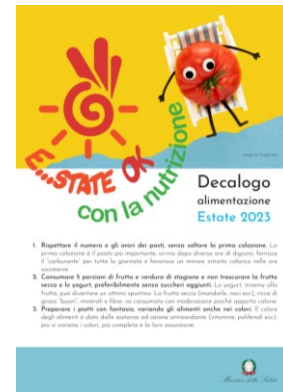 E...STATE OK
con la nutrizione
Decalogo
alimentazione
Estate 2023
1. Rispettare il numero e gli orari dei pasti, senza saltare la prima colazione: La
prima colazione è il pasto più importante, arriva dopo diverse ore di digiuno, fornisce
il "carburante" per tutta la giornata e favorisce un minore introito calorico nelle ore
successive.
2. Consumare 5 porzioni di frutta e verdura di stagione e non trascurare la frutta
secca e lo yogurt, preferibilmente senza zuccheri aggiunti. Lo yogurt, insieme alla
frutta, può diventare un ottimo spuntino. La frutta secca (mandorle, noci ecc), ricca di
grassi "buoni", minerali e fibre, va consumata con moderazione poiché apporta calorie.
3. Preparare i piatti con fantasia, variando gli alimenti anche nei colori. Il colore
degli alimenti è dato dalle sostanze ad azione antiossidante (vitamine, polifenoli ecc):
più si variano i colori, più completa è la loro assunzione.
Ministero della Salute